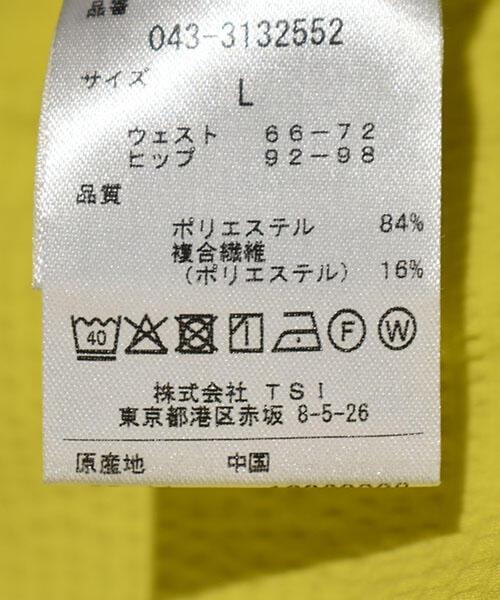 品番
043-3132552
サイズ
L
ウェスト 66-72
ヒップ 92-98
品質
ポリエステル 84%
複合繊維
(ポリエステル) 16%
40 F W
株式会社 TSI
東京都港区赤坂 8-5-26
原産地 中国